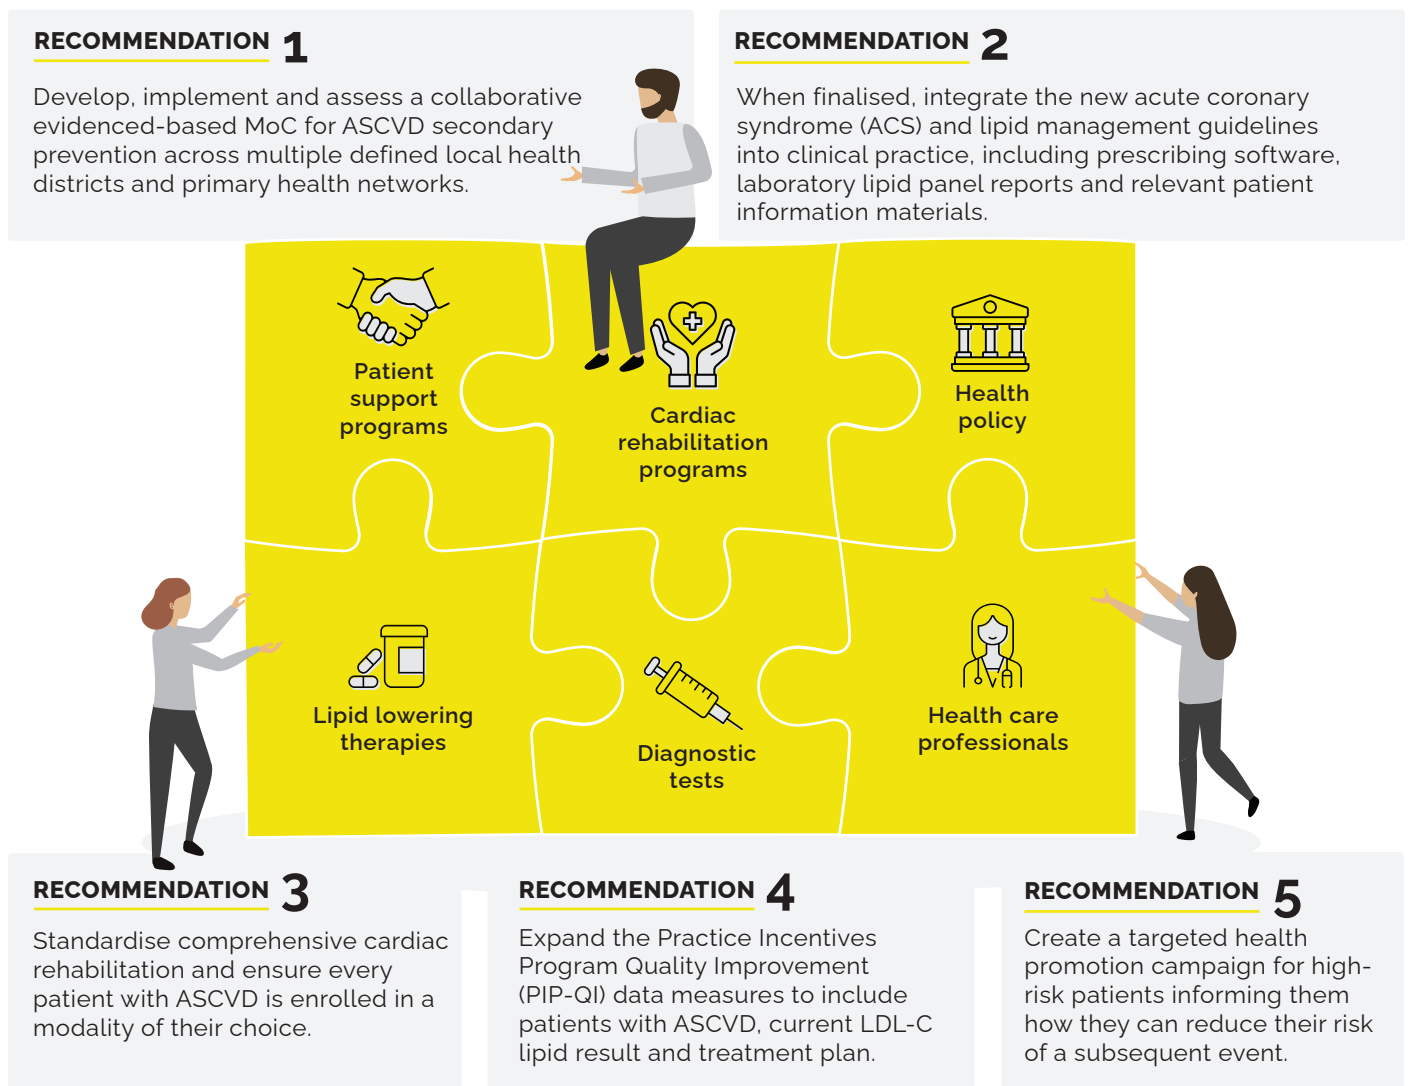 RECOMMENDATION 1
Develop, implement and assess a collaborative
evidenced-based MoC for ASCVD secondary
prevention across multiple defined local health
districts and primary health networks.
RECOMMENDATION 2
When finalised, integrate the new acute coronary
syndrome (ACS) and lipid management guidelines
into clinical practice, including prescribing software,
laboratory lipid panel reports and relevant patient
information materials.
Patient
support
programs
Cardiac
rehabilitation
programs
Health
policy
Lipid lowering
therapies
Diagnostic
tests
Health care
professionals
RECOMMENDATION 3
Standardise comprehensive cardiac
rehabilitation and ensure every
patient with ASCVD is enrolled in a
modality of their choice.
RECOMMENDATION 4
Expand the Practice Incentives
Program Quality Improvement
(PIP-QI) data measures to include
patients with ASCVD, current LDL-C
lipid result and treatment plan.
RECOMMENDATION 5
Create a targeted health
promotion campaign for high-
risk patients informing them
how they can reduce their risk
of a subsequent event.